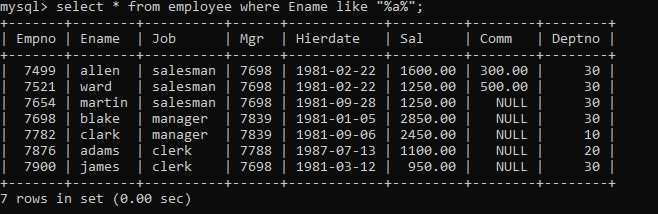 mysql> select * from employee where Ename like "%a%";
+-------+--------+----------+------+------------+---------+--------+--------+
| Empno | Ename  | Job      | Mgr  | Hierdate   | Sal     | Comm   | Deptno |
+-------+--------+----------+------+------------+---------+--------+--------+
|  7499 | allen  | salesman | 7698 | 1981-02-22 | 1600.00 | 300.00 |     30 |
|  7521 | ward   | salesman | 7698 | 1981-02-22 | 1250.00 | 500.00 |     30 |
|  7654 | martin | salesman | 7698 | 1981-09-28 | 1250.00 |   NULL |     30 |
|  7698 | blake  | manager  | 7839 | 1981-01-05 | 2850.00 |   NULL |     30 |
|  7782 | clark  | manager  | 7839 | 1981-09-06 | 2450.00 |   NULL |     10 |
|  7876 | adams  | clerk    | 7788 | 1987-07-13 | 1100.00 |   NULL |     20 |
|  7900 | james  | clerk    | 7698 | 1981-03-12 |  950.00 |   NULL |     30 |
+-------+--------+----------+------+------------+---------+--------+--------+
7 rows in set (0.00 sec)